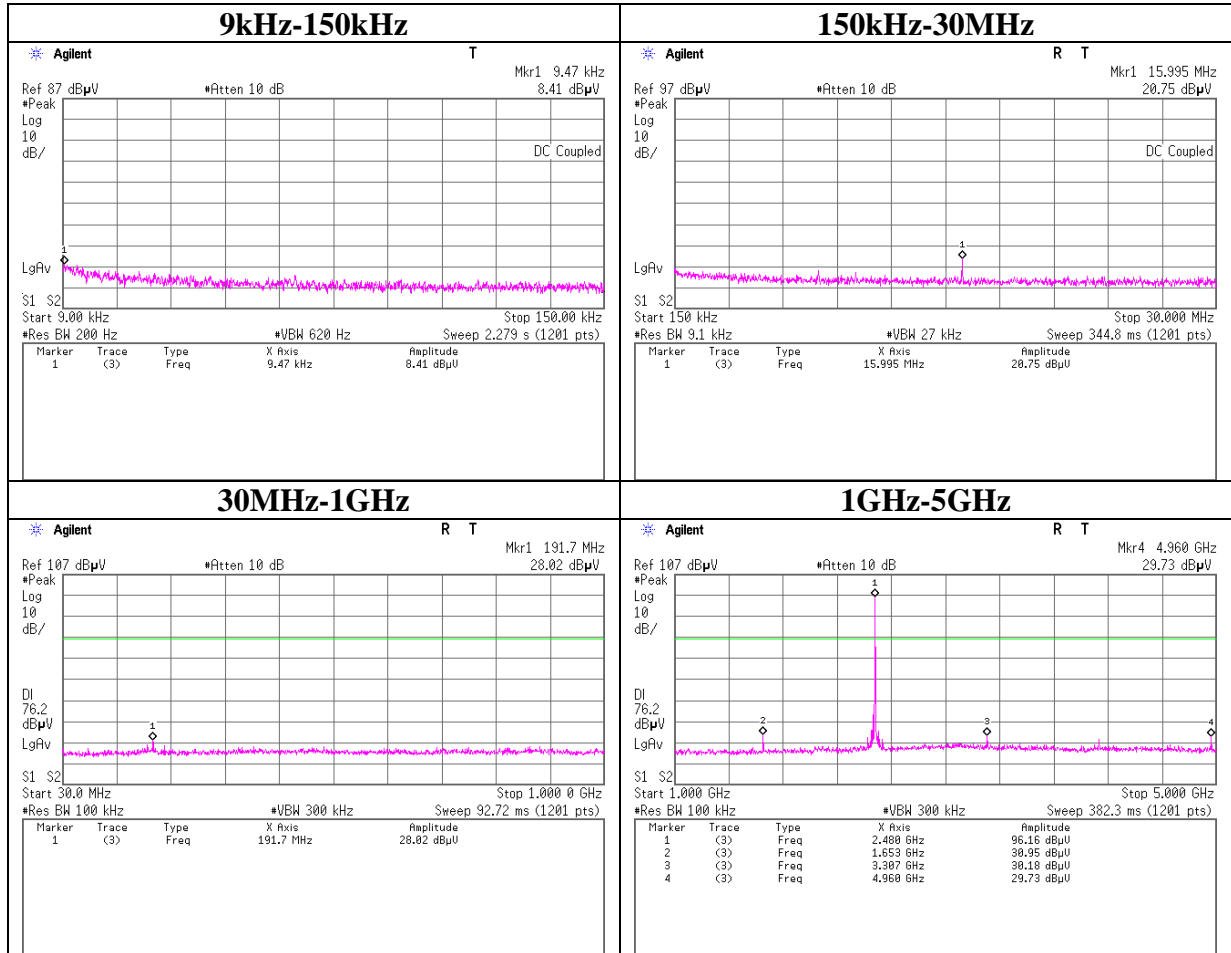 9kHz-150kHz
Agilent T
Mkr1 9.47 kHz
Ref 87 dBµV #Atten 10 dB 8.41 dBµV
#Peak
Log
10
dB/
DC Coupled
1
LgAv
S1 S2
Start 9.00 kHz Stop 150.00 kHz
#Res BW 200 Hz #VBW 620 Hz Sweep 2.279 s (1201 pts)
Marker Trace Type X Axis Amplitude
1 (3) Freq 9.47 kHz 8.41 dBµV
150kHz-30MHz
Agilent R T
Mkr1 15.995 MHz
Ref 97 dBµV #Atten 10 dB 20.75 dBµV
#Peak
Log
10
dB/
DC Coupled
1
LgAv
S1 S2
Start 150 kHz Stop 30.000 MHz
#Res BW 9.1 kHz #VBW 27 kHz Sweep 344.8 ms (1201 pts)
Marker Trace Type X Axis Amplitude
1 (3) Freq 15.995 MHz 20.75 dBµV
30MHz-1GHz
Agilent R T
Mkr1 191.7 MHz
Ref 107 dBµV #Atten 10 dB 28.02 dBµV
#Peak
Log
10
dB/
DI
76.2
dBµV
1
LgAv
S1 S2
Start 30.0 MHz Stop 1.000 0 GHz
#Res BW 100 kHz #VBW 300 kHz Sweep 92.72 ms (1201 pts)
Marker Trace Type X Axis Amplitude
1 (3) Freq 191.7 MHz 28.02 dBµV
1GHz-5GHz
Agilent R T
Mkr4 4.960 GHz
Ref 107 dBµV #Atten 10 dB 29.73 dBµV
#Peak
1
Log
10
dB/
DI
76.2
dBµV
2 3 4
LgAv
S1 S2
Start 1.000 GHz Stop 5.000 GHz
#Res BW 100 kHz #VBW 300 kHz Sweep 382.3 ms (1201 pts)
Marker Trace Type X Axis Amplitude
1 (3) Freq 2.480 GHz 96.16 dBµV
2 (3) Freq 1.653 GHz 30.95 dBµV
3 (3) Freq 3.307 GHz 30.18 dBµV
4 (3) Freq 4.960 GHz 29.73 dBµV